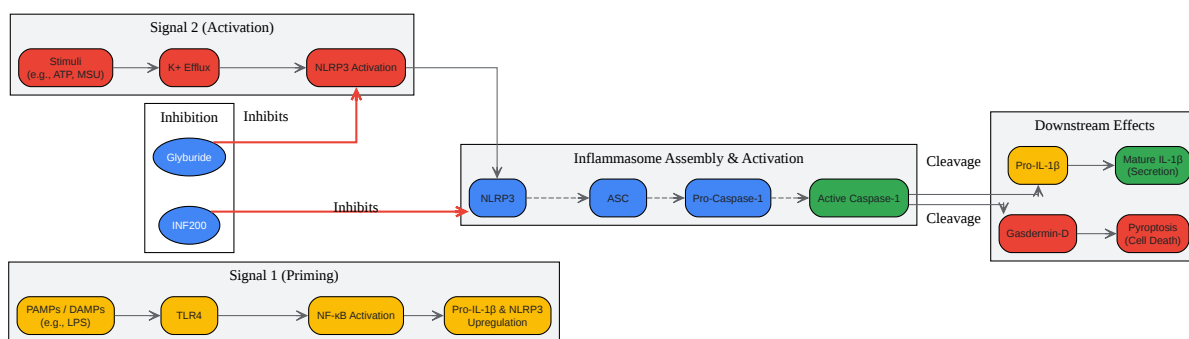 Signal 2 (Activation)
Stimuli
(e.g., ATP, MSU)
K+ Efflux
NLRP3 Activation
Inhibition
Inhibits
Glyburide
INF200
Inhibits
Inflammasome Assembly & Activation
NLRP3
ASC
Pro-Caspase-1
Active Caspase-1
Cleavage
Cleavage
Downstream Effects
Pro-IL-1β
Mature IL-1β
(Secretion)
Gasdermin-D
Pyroptosis
(Cell Death)
Signal 1 (Priming)
PAMPs / DAMPs
(e.g., LPS)
TLR4
NF-κB Activation
Pro-IL-1β & NLRP3
Upregulation